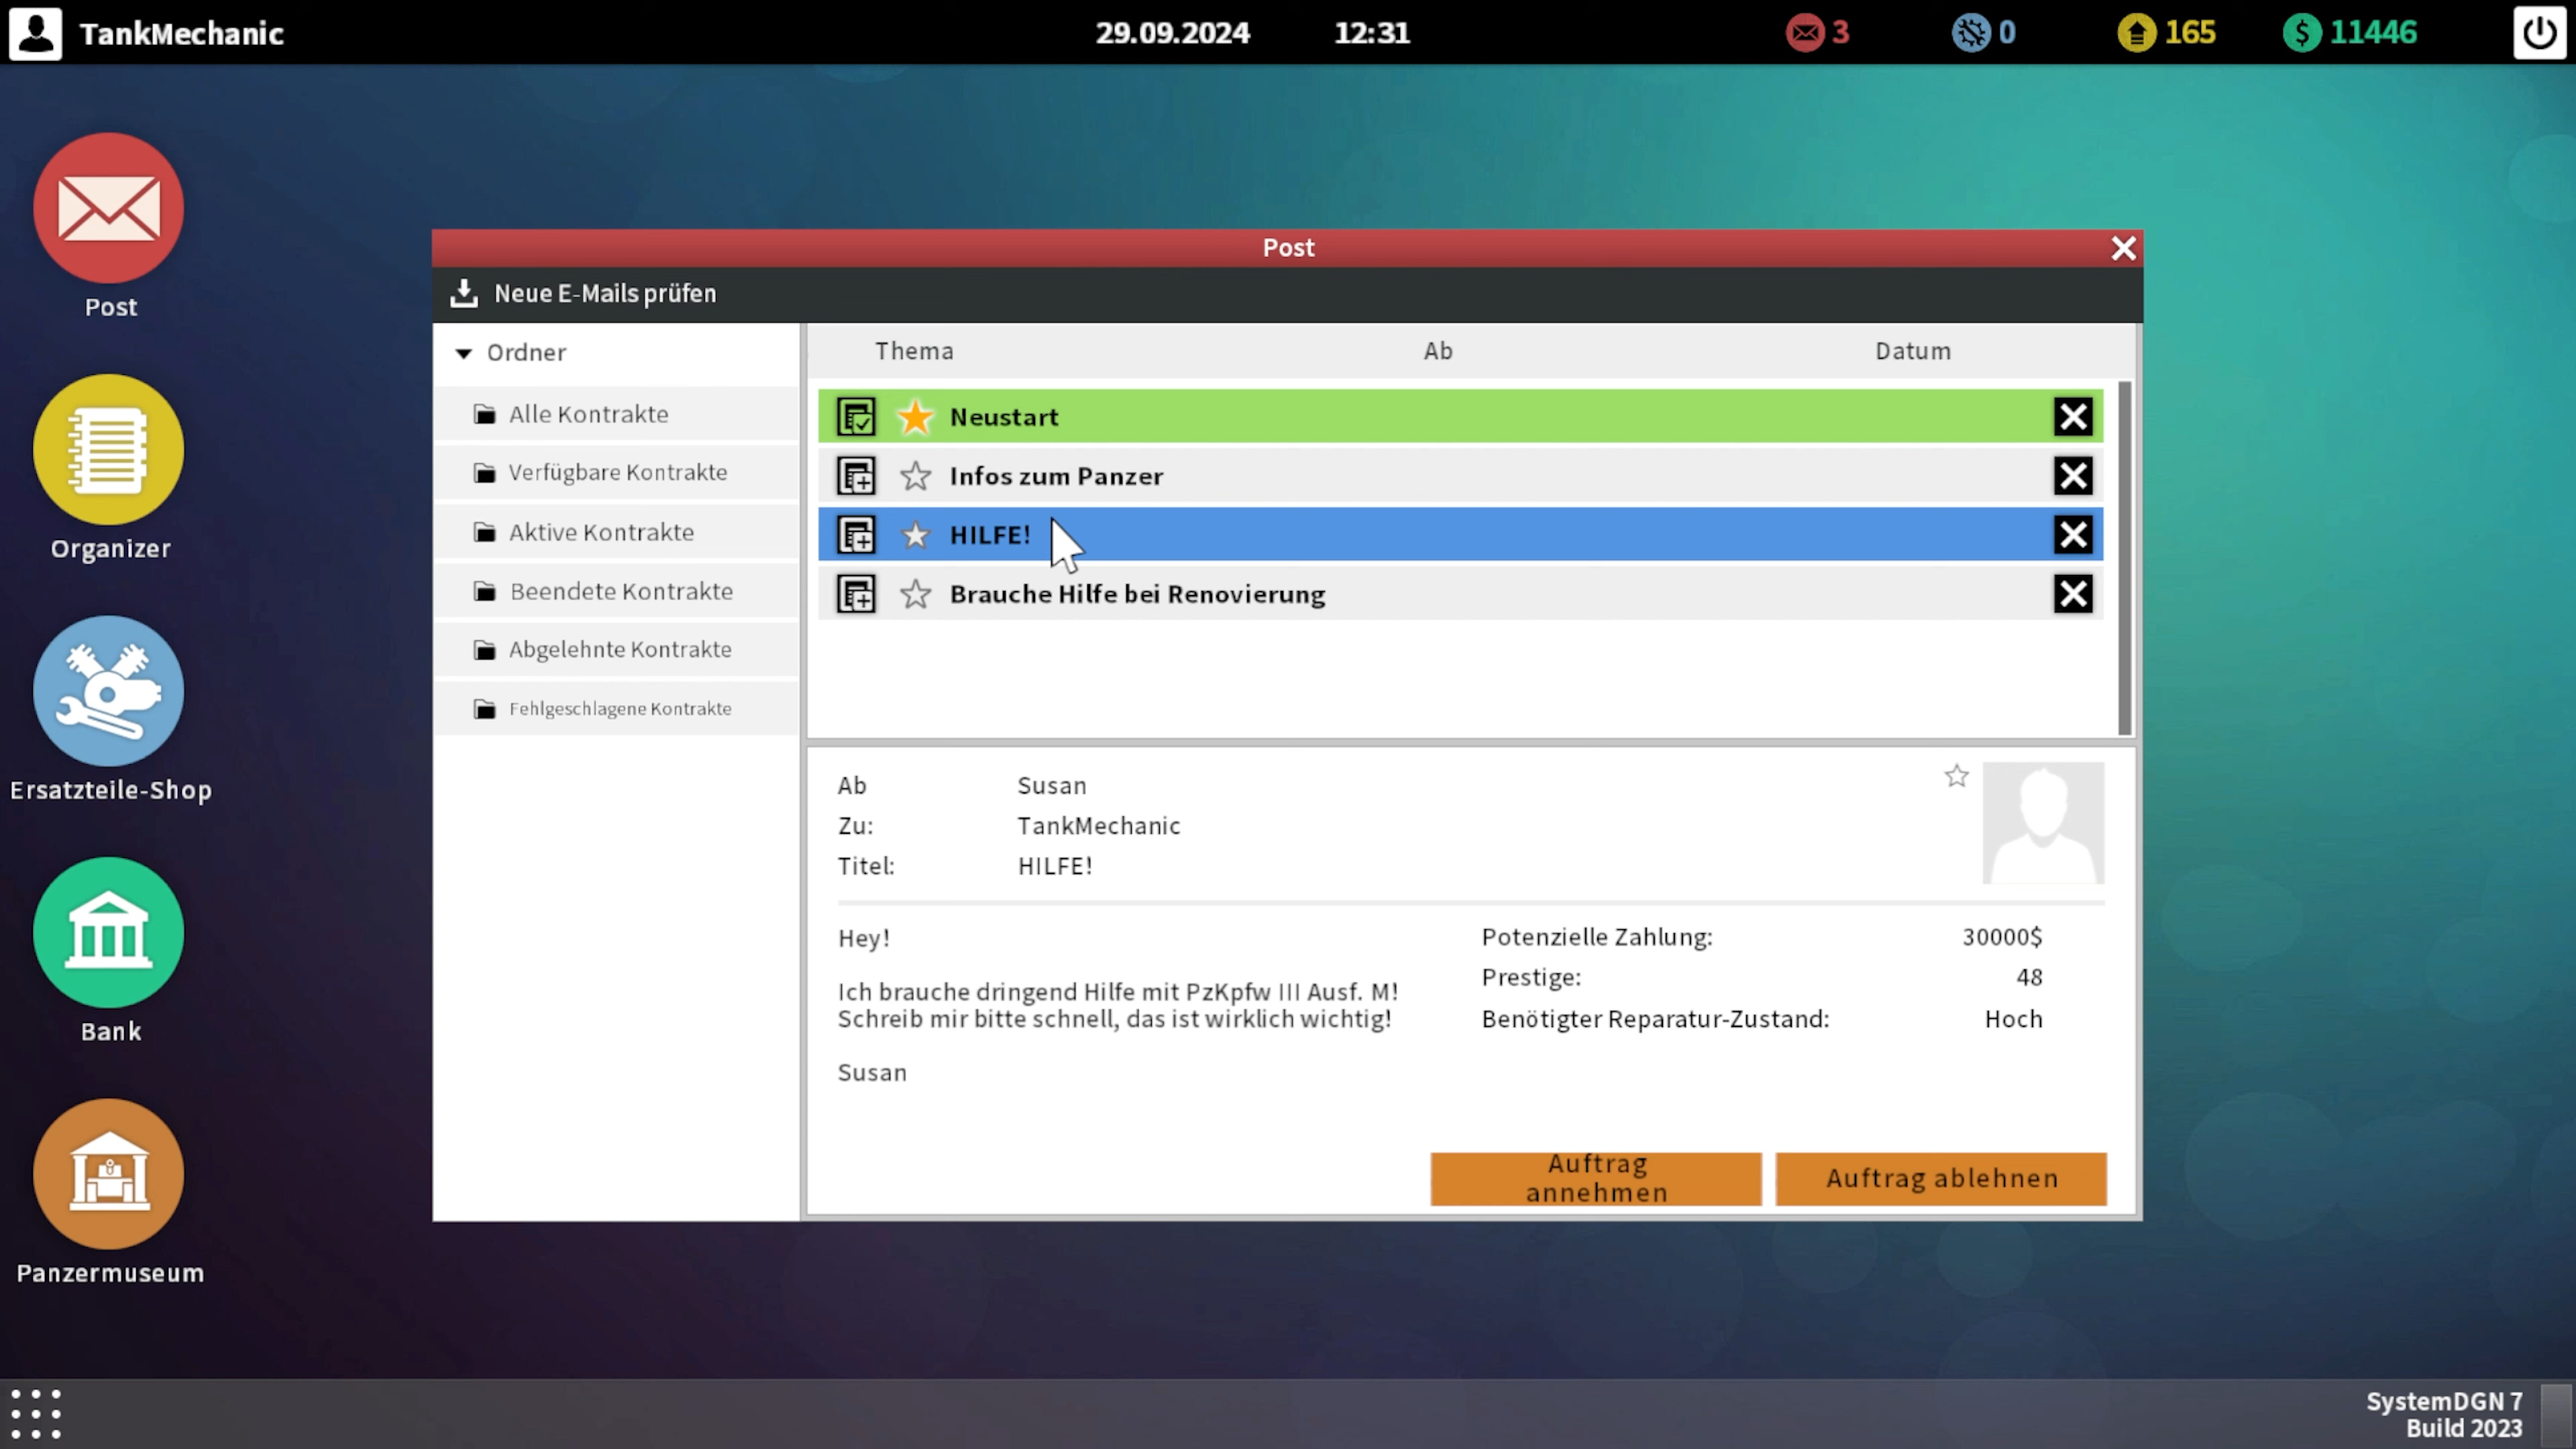 TankMechanic
29.09.2024 12:31
3 0 165 11446
Post
Organizer
Ersatzteile-Shop
Bank
Panzermuseum
Post
Neue E-Mails prüfen
Ordner
Alle Kontrakte
Verfügbare Kontrakte
Aktive Kontrakte
Beendete Kontrakte
Abgelehnte Kontrakte
Fehlgeschlagene Kontrakte
Thema Ab Datum
Neustart
Infos zum Panzer
HILFE!
Brauche Hilfe bei Renovierung
Ab Susan
Zu: TankMechanic
Titel: HILFE!
Hey!
Ich brauche dringend Hilfe mit PzKpfw III Ausf. M!
Schreib mir bitte schnell, das ist wirklich wichtig!
Susan
Potenzielle Zahlung: 30000$
Prestige: 48
Benötigter Reparatur-Zustand: Hoch
Auftrag
annehmen
Auftrag ablehnen
SystemDGN 7
Build 2023